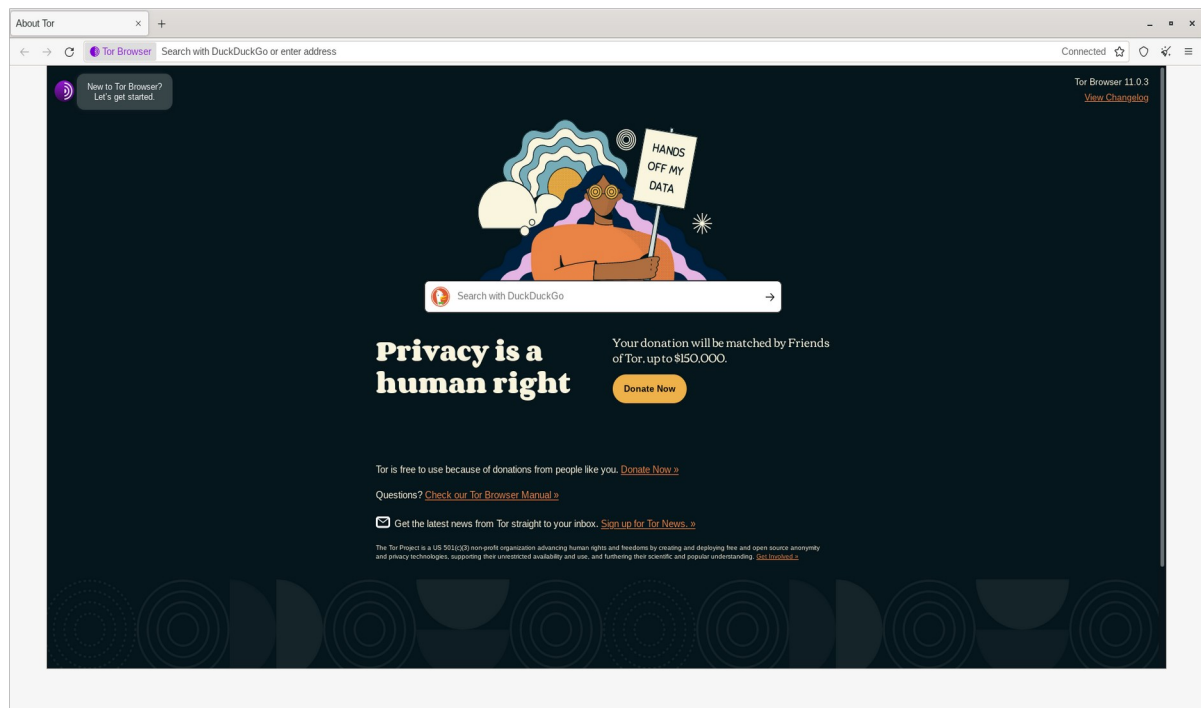 About Tor
Tor Browser Search with DuckDuckGo or enter address Connected
New to Tor Browser?
Let's get started.
Tor Browser 11.0.3
View Changelog
HANDS
OFF MY
DATA
Search with DuckDuckGo
Privacy is a
human right
Your donation will be matched by Friends
of Tor, up to $150,000.
Donate Now
Tor is free to use because of donations from people like you. Donate Now »
Questions? Check our Tor Browser Manual »
Get the latest news from Tor straight to your inbox. Sign up for Tor News. »
The Tor Project is a US 501(c)(3) non-profit organization advancing human rights and freedoms by creating and deploying free and open source anonymity
and privacy technologies, supporting their unrestricted availability and use, and furthering their scientific and popular understanding. Get Involved »